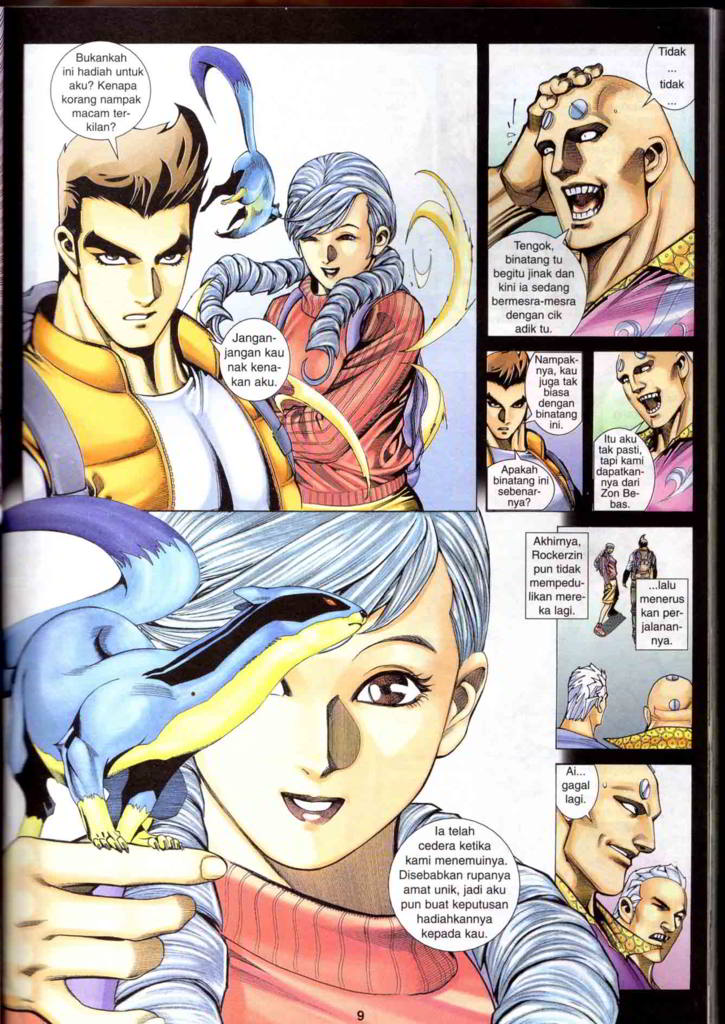 Bukankah
ini hadiah untuk
aku? Kenapa
korang nampak
macam ter-
kilan?
Jangan-
jangan kau
nak kena-
kan aku.
Tidak
...
tidak
...
Tengok,
binatang tu
begitu jinak dan
kini ia sedang
bermesra-mesra
dengan cik
adik tu.
Nampak-
nya, kau
juga tak
biasa
dengan
binatang
ini.
Apakah
binatang ini
sebenar-
nya?
Itu aku
tak pasti,
tapi kami
dapatkan-
nya dari
Zon Be-
bas.
Akhirnya,
Rockerzin
pun tidak
mempedu-
likan mere-
ka lagi.
...lalu
menerus
kan per-
jalanan-
nya.
Ia telah
cedera ketika
kami menemuinya.
Disebabkan rupanya
amat unik, jadi aku
pun buat keputusan
hadiahkannya
kepada kau.
Ai...
gagal
lagi.
9